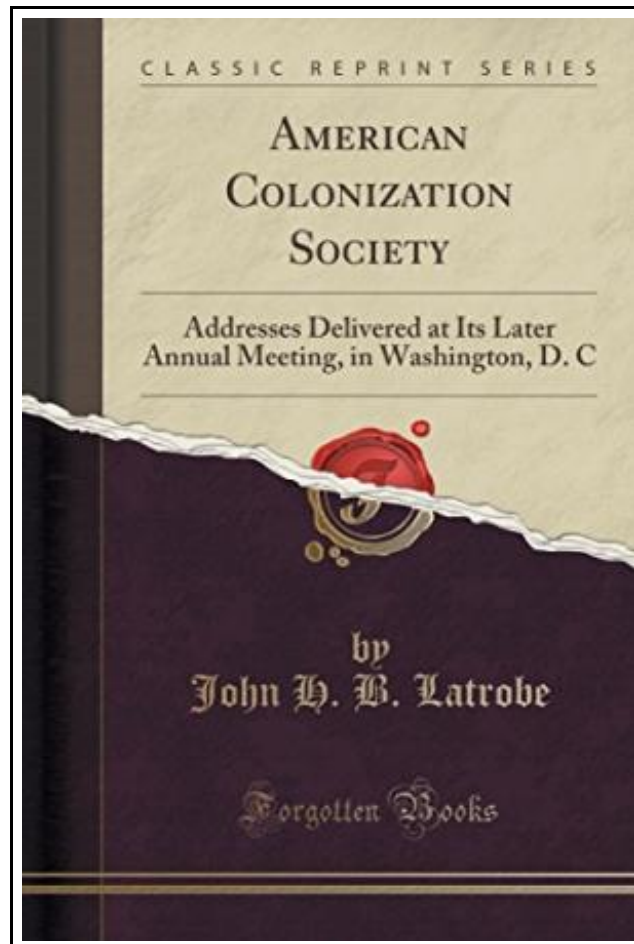 CLASSIC REPRINT SERIES
AMERICAN
COLONIZATION
SOCIETY
Addresses Delivered at Its Later
Annual Meeting, in Washington, D. C
by
John H. B. Latrobe
Forgotten Books